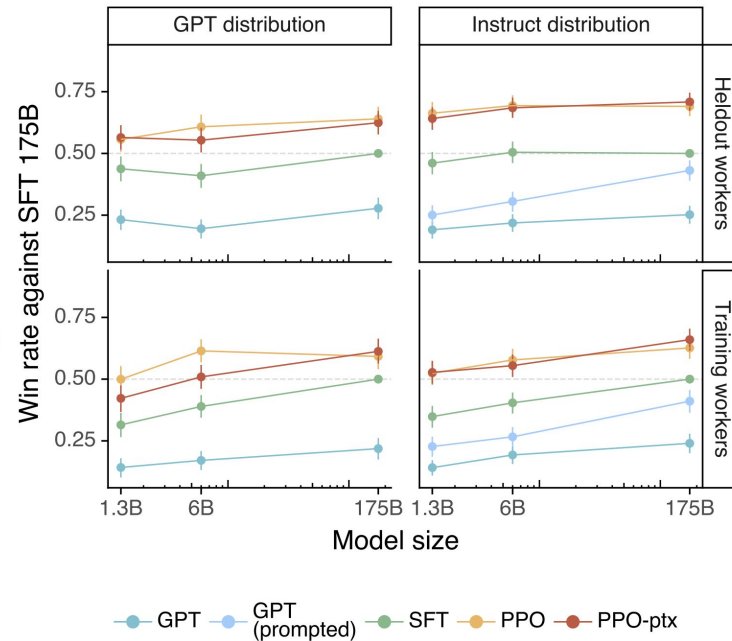 GPT distribution
Instruct distribution
Win rate against SFT 175B
0.75
0.50
0.25
Heldout workers
0.75
0.50
0.25
Training workers
1.3B
6B
175B
1.3B
6B
175B
Model size
GPT
GPT
(prompted)
SFT
PPO
PPO-ptx